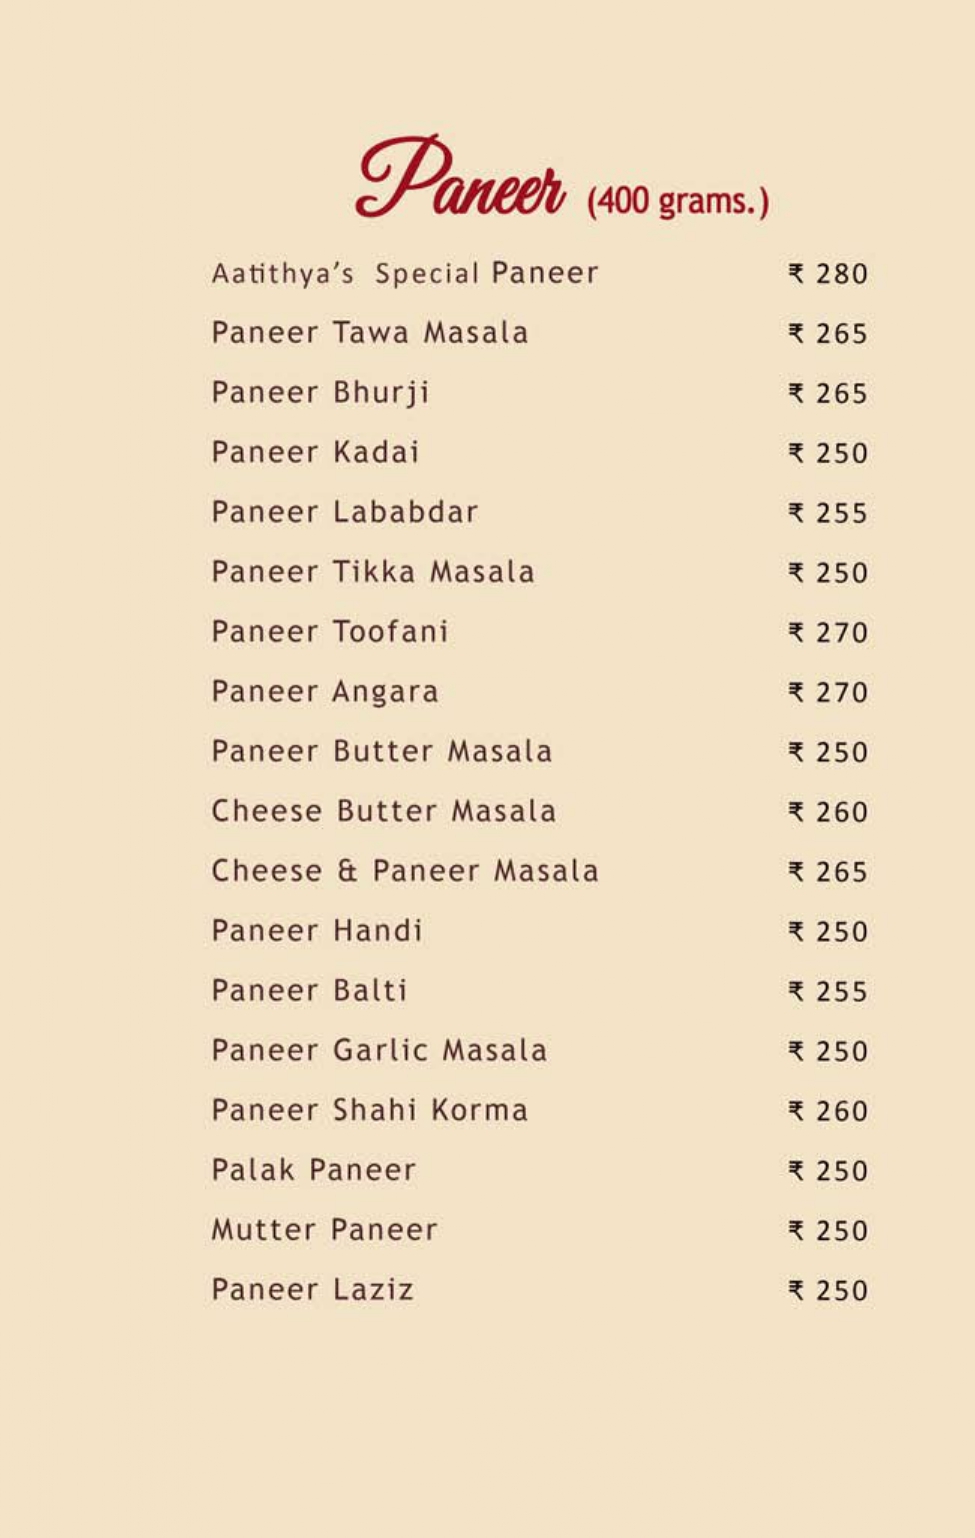 Paneer (400 grams.)
Aatithya's Special Paneer ₹ 280
Paneer Tawa Masala ₹ 265
Paneer Bhurji ₹ 265
Paneer Kadai ₹ 250
Paneer Lababdar ₹ 255
Paneer Tikka Masala ₹ 250
Paneer Toofani ₹ 270
Paneer Angara ₹ 270
Paneer Butter Masala ₹ 250
Cheese Butter Masala ₹ 260
Cheese & Paneer Masala ₹ 265
Paneer Handi ₹ 250
Paneer Balti ₹ 255
Paneer Garlic Masala ₹ 250
Paneer Shahi Korma ₹ 260
Palak Paneer ₹ 250
Mutter Paneer ₹ 250
Paneer Laziz ₹ 250